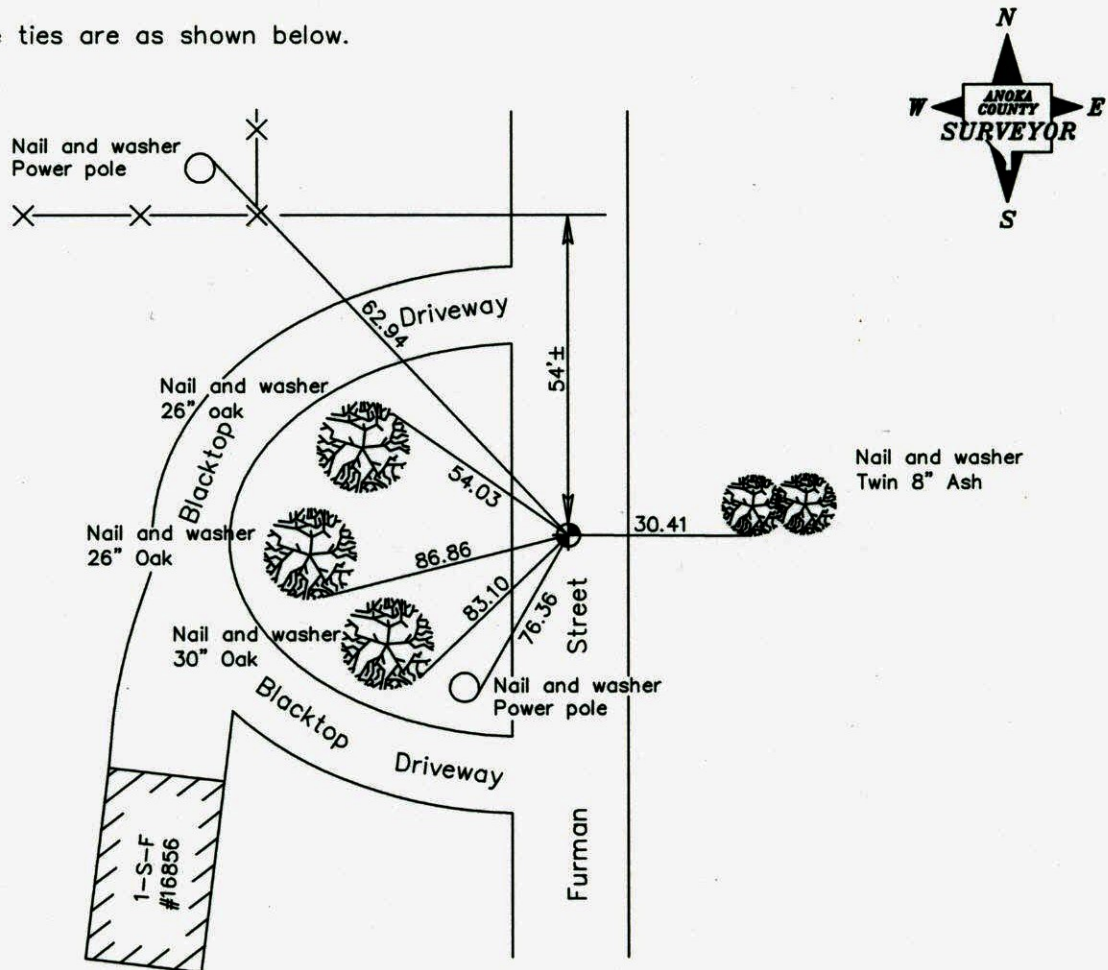 ties are as shown below.
N
W
ANOKA
COUNTY
E
SURVEYOR
S
Nail and washer
Power pole
Driveway
62.94
54'±
Nail and washer
26" oak
Blacktop
54.03
Nail and washer
Twin 8" Ash
30.41
Nail and washer
26" Oak
86.86
83.10
76.36
Street
Nail and washer
30" Oak
Nail and washer
Power pole
Blacktop
Driveway
Furman
1-S-F
#16856